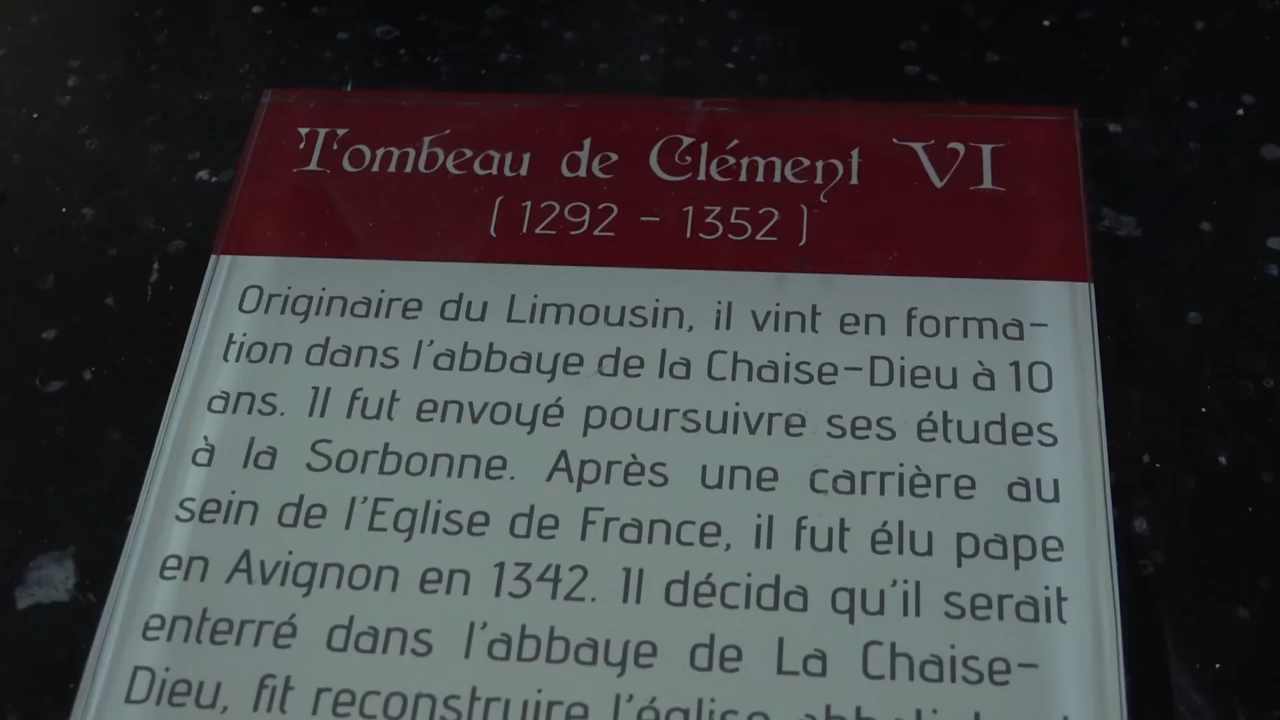 Tombeau de Clément VI
( 1292 - 1352 )
Originaire du Limousin, il vint en forma-
tion dans l'abbaye de la Chaise-Dieu à 10
ans. Il fut envoyé poursuivre ses études
à la Sorbonne. Après une carrière au
sein de l'Eglise de France, il fut élu pape
en Avignon en 1342. Il décida qu'il serait
enterré dans l'abbaye de La Chaise-
Dieu, fit reconstruire l'église